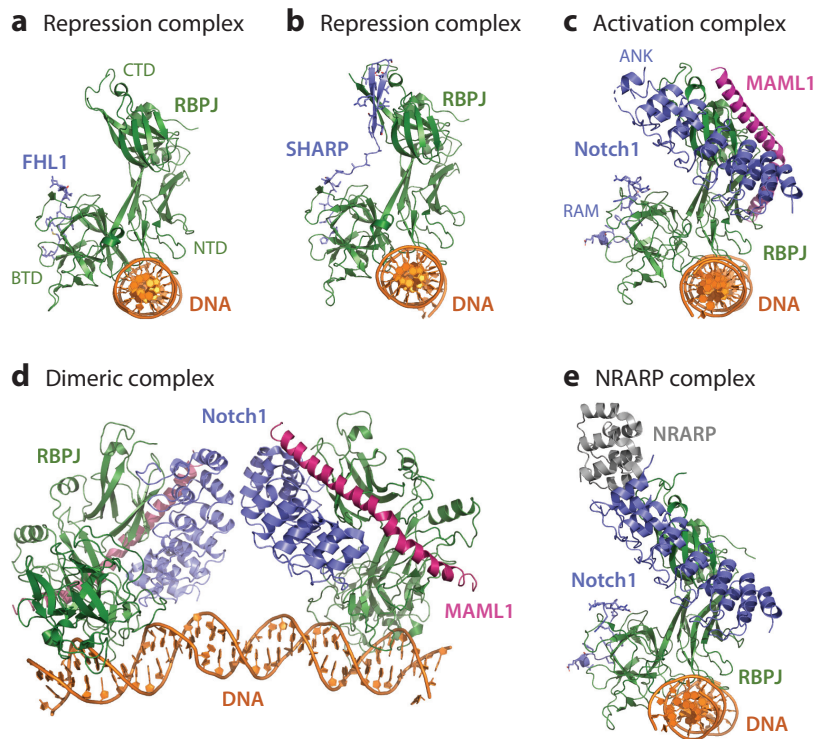 a Repression complex
CTD
RBPJ
FHL1
BTD
NTD
DNA
b Repression complex
SHARP
DNA
c Activation complex
ANK
MAML1
Notch1
RAM
RBPJ
DNA
d Dimeric complex
Notch1
RBPJ
MAML1
DNA
e NRARP complex
NRARP
Notch1
RBPJ
DNA